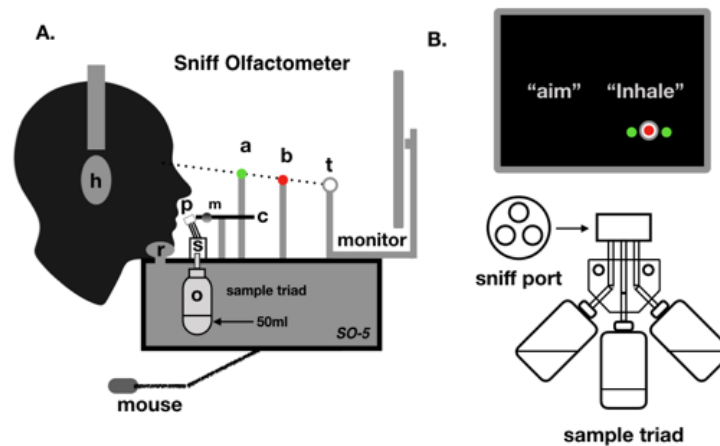 A.
Sniff Olfactometer
h
p
m
a
b
t
c
r
s
o
monitor
sample triad
50ml
SO-5
mouse
B.
“aim” “Inhale”
sniff port
sample triad